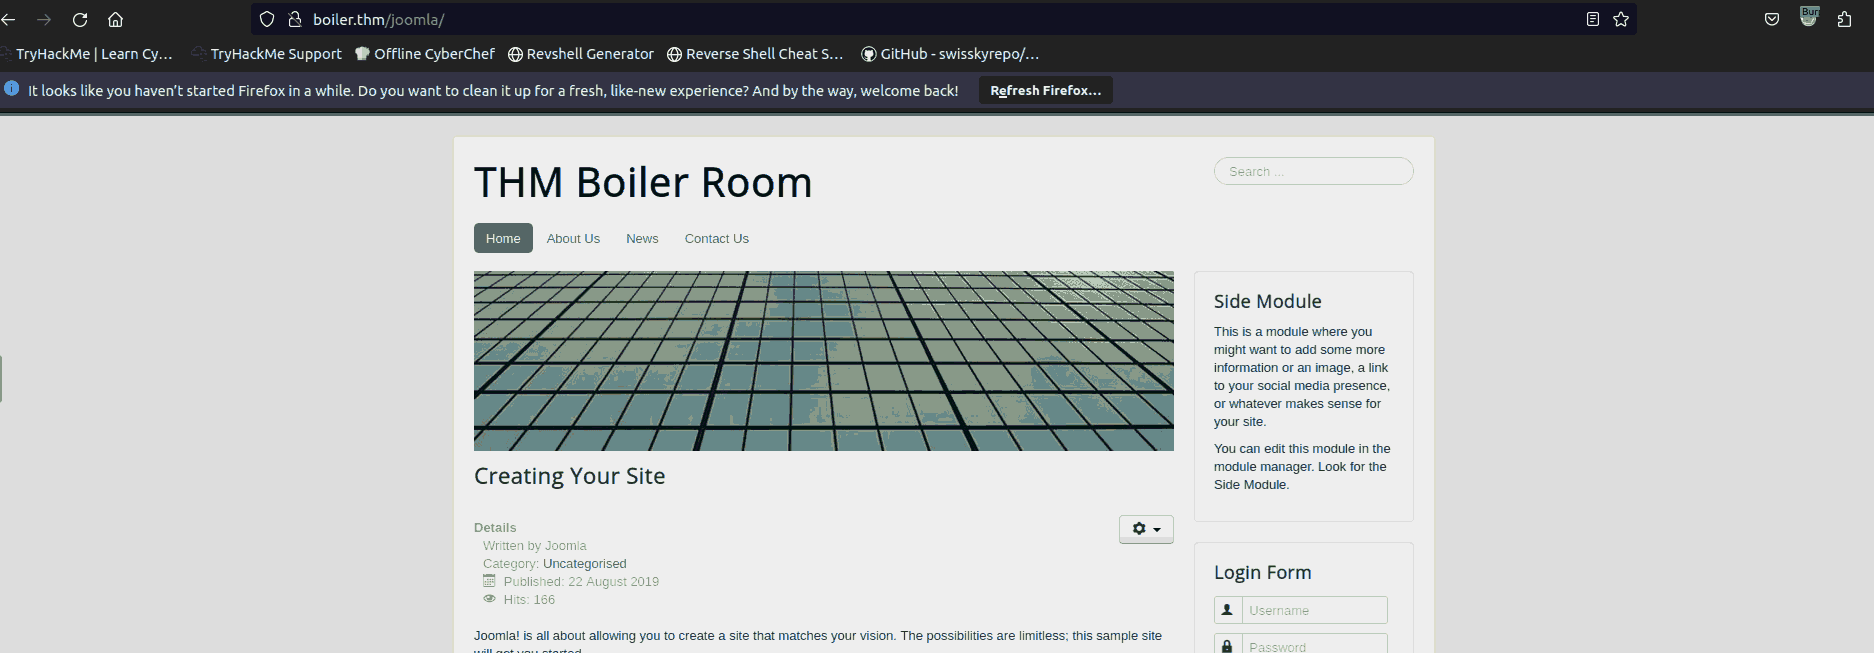 boiler.thm/joomla/
Bur
TryHackMe | Learn Cy…
TryHackMe Support
Offline CyberChef
Revshell Generator
Reverse Shell Cheat S…
GitHub - swisskyrepo/…
It looks like you haven't started Firefox in a while. Do you want to clean it up for a fresh, like-new experience? And by the way, welcome back!
Refresh Firefox…
THM Boiler Room
Search ...
Home
About Us
News
Contact Us
Creating Your Site
Details
Written by Joomla
Category: Uncategorised
Published: 22 August 2019
Hits: 166
Joomla! is all about allowing you to create a site that matches your vision. The possibilities are limitless; this sample site
will get you started.
Side Module
This is a module where you
might want to add some more
information or an image, a link
to your social media presence,
or whatever makes sense for
your site.
You can edit this module in the
module manager. Look for the
Side Module.
Login Form
Username
Password